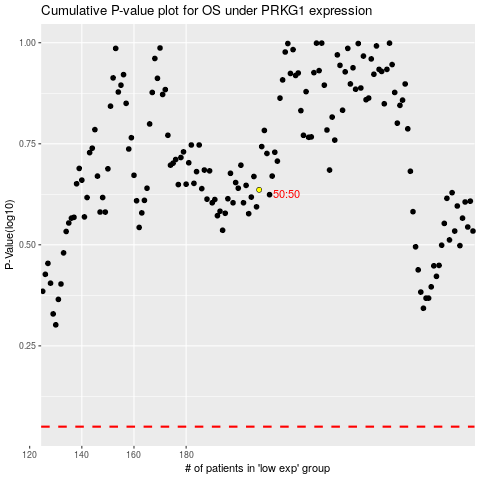 Cumulative P-value plot for OS under PRKG1 expression
P-Value(log10)
1.00
0.75
0.50
0.25
50:50
120 140 160 180
# of patients in 'low exp' group